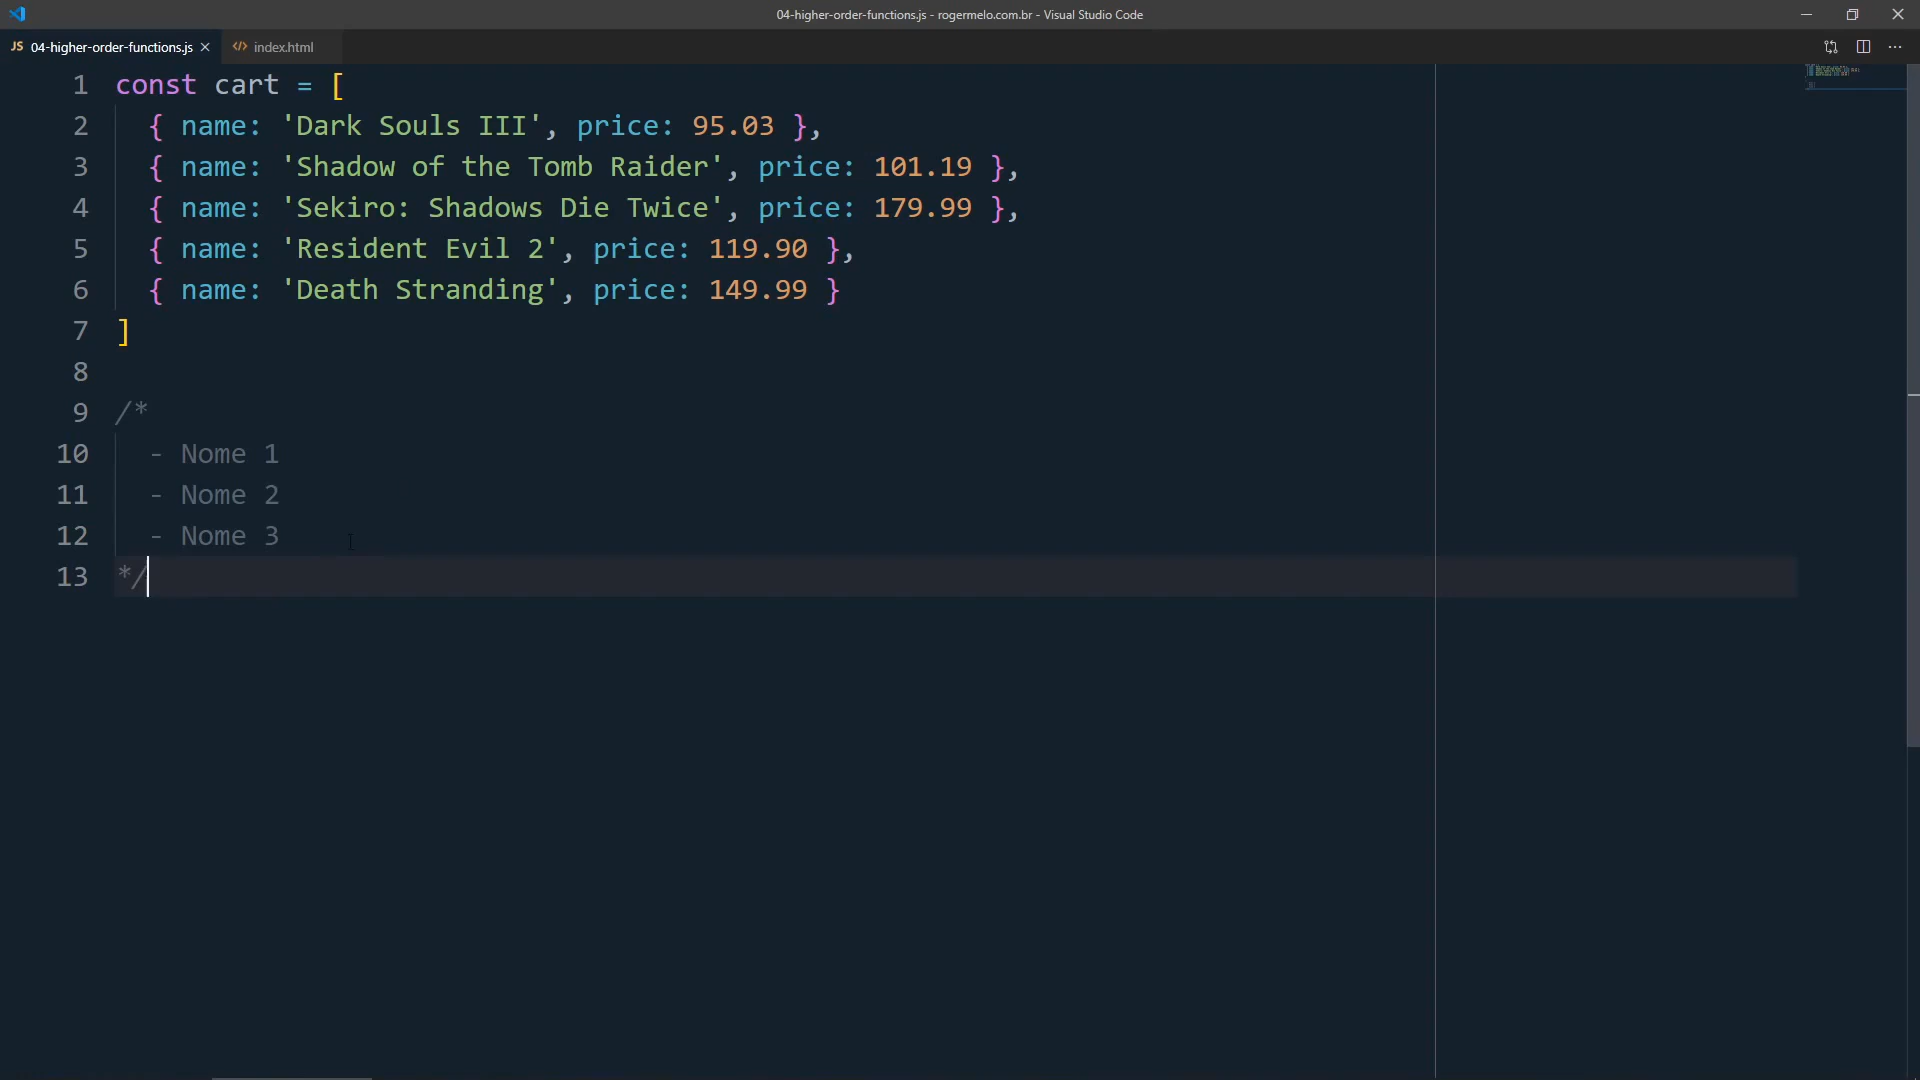 04-higher-order-functions.js - rogermelo.com.br - Visual Studio Code
JS 04-higher-order-functions.js
index.html
1 const cart = [
2 { name: 'Dark Souls III', price: 95.03 },
3 { name: 'Shadow of the Tomb Raider', price: 101.19 },
4 { name: 'Sekiro: Shadows Die Twice', price: 179.99 },
5 { name: 'Resident Evil 2', price: 119.90 },
6 { name: 'Death Stranding', price: 149.99 }
7 ]
8
9 /*
10 - Nome 1
11 - Nome 2
12 - Nome 3
13 */